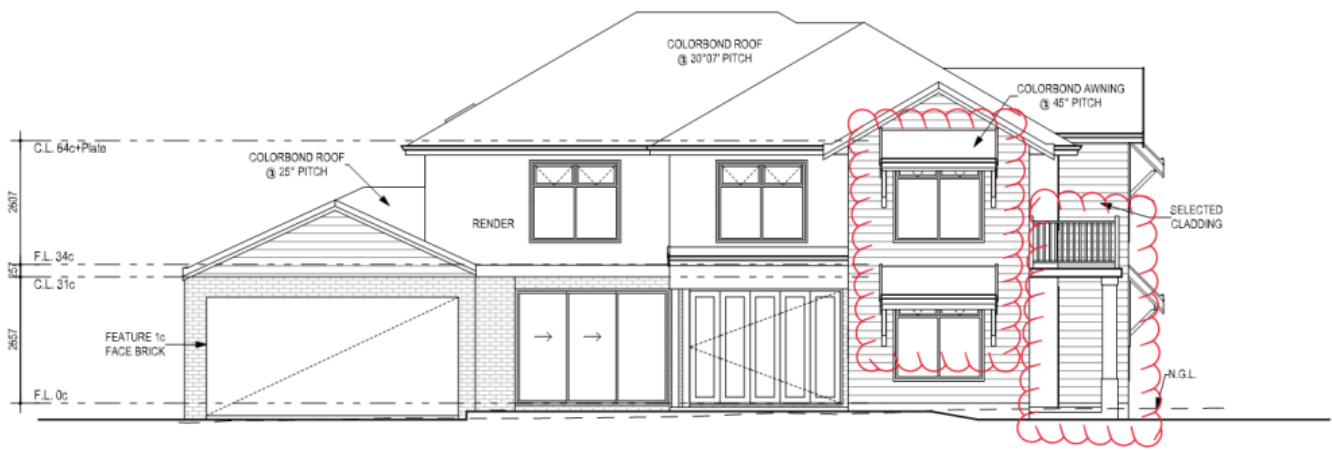 COLORBOND ROOF
@ 30°07' PITCH
COLORBOND AWNING
@ 45° PITCH
C.L. 64c+Plate
COLORBOND ROOF
@ 25° PITCH
2607
RENDER
SELECTED
CLADDING
F.L. 34c
257
C.L. 31c
2657
FEATURE 1c
FACE BRICK
N.G.L.
F.L. 0c